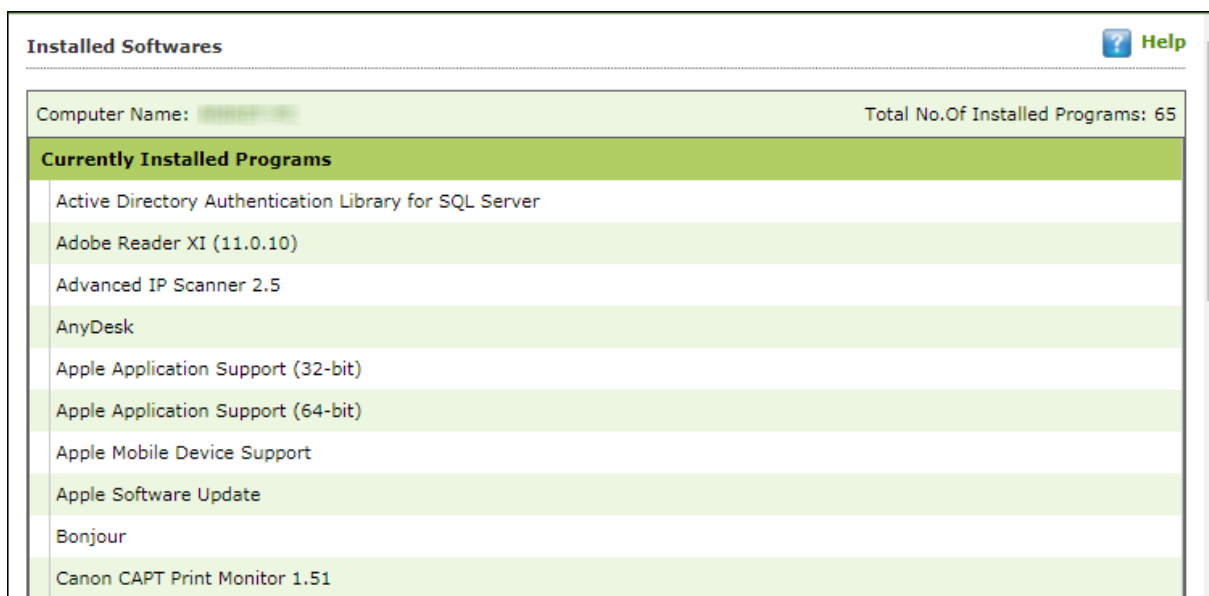 Installed Softwares
? Help
Computer Name:
Total No.Of Installed Programs: 65
Currently Installed Programs
Active Directory Authentication Library for SQL Server
Adobe Reader XI (11.0.10)
Advanced IP Scanner 2.5
AnyDesk
Apple Application Support (32-bit)
Apple Application Support (64-bit)
Apple Mobile Device Support
Apple Software Update
Bonjour
Canon CAPT Print Monitor 1.51